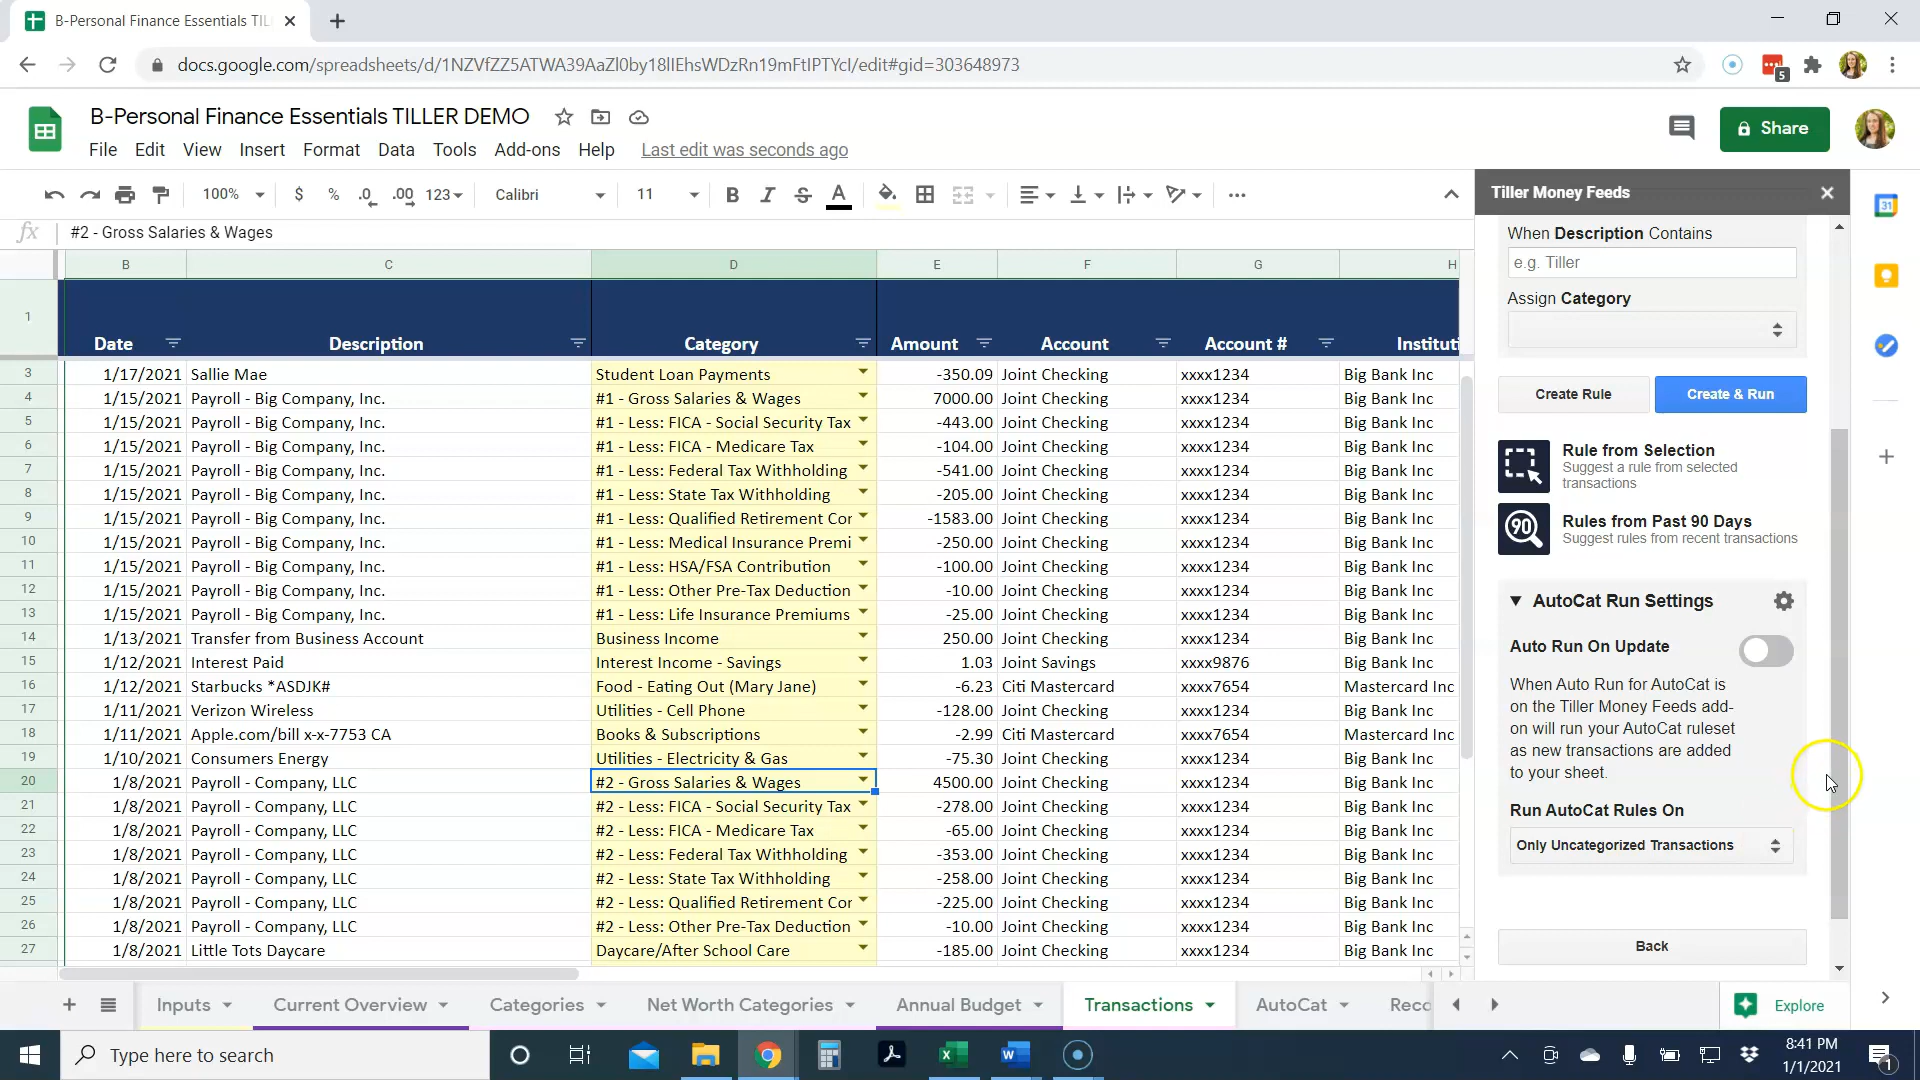 B-Personal Finance Essentials TIL
docs.google.com/spreadsheets/d/1NZVfZZ5ATWA39AaZl0by18lIEhsWDzRn19mFtIPTYcI/edit#gid=303648973
5
B-Personal Finance Essentials TILLER DEMO
Share
File Edit View Insert Format Data Tools Add-ons Help Last edit was seconds ago
100% $ % .0 .00 123 Calibri 11 B I S A
Tiller Money Feeds
31
fx #2 - Gross Salaries & Wages
When Description Contains
e.g. Tiller
Assign Category
Create Rule Create & Run
Rule from Selection
Suggest a rule from selected
transactions
90
Rules from Past 90 Days
Suggest rules from recent transactions
AutoCat Run Settings
Auto Run On Update
When Auto Run for AutoCat is
on the Tiller Money Feeds add-
on will run your AutoCat ruleset
as new transactions are added
to your sheet.
Run AutoCat Rules On
Only Uncategorized Transactions
Back
B C D E F G H
1 Date Description Category Amount Account Account # Instituti
3 1/17/2021 Sallie Mae Student Loan Payments -350.09 Joint Checking xxxx1234 Big Bank Inc
4 1/15/2021 Payroll - Big Company, Inc. #1 - Gross Salaries & Wages 7000.00 Joint Checking xxxx1234 Big Bank Inc
5 1/15/2021 Payroll - Big Company, Inc. #1 - Less: FICA - Social Security Tax -443.00 Joint Checking xxxx1234 Big Bank Inc
6 1/15/2021 Payroll - Big Company, Inc. #1 - Less: FICA - Medicare Tax -104.00 Joint Checking xxxx1234 Big Bank Inc
7 1/15/2021 Payroll - Big Company, Inc. #1 - Less: Federal Tax Withholding -541.00 Joint Checking xxxx1234 Big Bank Inc
8 1/15/2021 Payroll - Big Company, Inc. #1 - Less: State Tax Withholding -205.00 Joint Checking xxxx1234 Big Bank Inc
9 1/15/2021 Payroll - Big Company, Inc. #1 - Less: Qualified Retirement Cor -1583.00 Joint Checking xxxx1234 Big Bank Inc
10 1/15/2021 Payroll - Big Company, Inc. #1 - Less: Medical Insurance Premi -250.00 Joint Checking xxxx1234 Big Bank Inc
11 1/15/2021 Payroll - Big Company, Inc. #1 - Less: HSA/FSA Contribution -100.00 Joint Checking xxxx1234 Big Bank Inc
12 1/15/2021 Payroll - Big Company, Inc. #1 - Less: Other Pre-Tax Deduction -10.00 Joint Checking xxxx1234 Big Bank Inc
13 1/15/2021 Payroll - Big Company, Inc. #1 - Less: Life Insurance Premiums -25.00 Joint Checking xxxx1234 Big Bank Inc
14 1/13/2021 Transfer from Business Account Business Income 250.00 Joint Checking xxxx1234 Big Bank Inc
15 1/12/2021 Interest Paid Interest Income - Savings 1.03 Joint Savings xxxx9876 Big Bank Inc
16 1/12/2021 Starbucks *ASDJK# Food - Eating Out (Mary Jane) -6.23 Citi Mastercard xxxx7654 Mastercard Inc
17 1/11/2021 Verizon Wireless Utilities - Cell Phone -128.00 Joint Checking xxxx1234 Big Bank Inc
18 1/11/2021 Apple.com/bill x-x-7753 CA Books & Subscriptions -2.99 Citi Mastercard xxxx7654 Mastercard Inc
19 1/10/2021 Consumers Energy Utilities - Electricity & Gas -75.30 Joint Checking xxxx1234 Big Bank Inc
20 1/8/2021 Payroll - Company, LLC #2 - Gross Salaries & Wages 4500.00 Joint Checking xxxx1234 Big Bank Inc
21 1/8/2021 Payroll - Company, LLC #2 - Less: FICA - Social Security Tax -278.00 Joint Checking xxxx1234 Big Bank Inc
22 1/8/2021 Payroll - Company, LLC #2 - Less: FICA - Medicare Tax -65.00 Joint Checking xxxx1234 Big Bank Inc
23 1/8/2021 Payroll - Company, LLC #2 - Less: Federal Tax Withholding -353.00 Joint Checking xxxx1234 Big Bank Inc
24 1/8/2021 Payroll - Company, LLC #2 - Less: State Tax Withholding -258.00 Joint Checking xxxx1234 Big Bank Inc
25 1/8/2021 Payroll - Company, LLC #2 - Less: Qualified Retirement Cor -225.00 Joint Checking xxxx1234 Big Bank Inc
26 1/8/2021 Payroll - Company, LLC #2 - Less: Other Pre-Tax Deduction -10.00 Joint Checking xxxx1234 Big Bank Inc
27 1/8/2021 Little Tots Daycare Daycare/After School Care -185.00 Joint Checking xxxx1234 Big Bank Inc
Inputs Current Overview Categories Net Worth Categories Annual Budget Transactions AutoCat Reco Explore
Type here to search
8:41 PM
1/1/2021
1